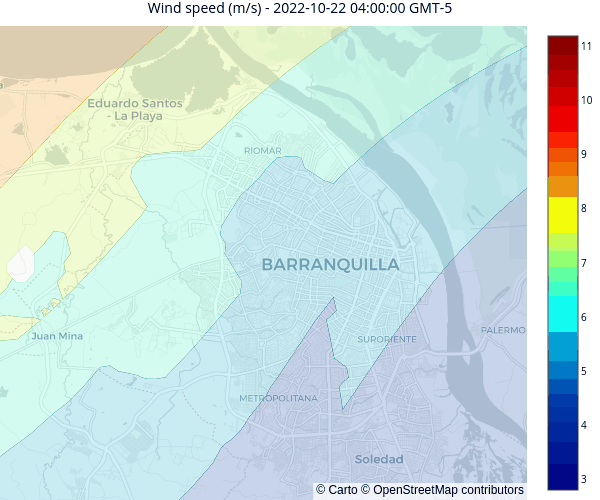 Wind speed (m/s) - 2022-10-22 04:00:00 GMT-5
Eduardo Santos
- La Playa
RIOMAR
BARRANQUILLA
Juan Mina
SURORIENTE
PALERMO
METROPOLITANA
Soledad
© Carto © OpenStreetMap contributors
11
10
9
8
7
6
5
4
3